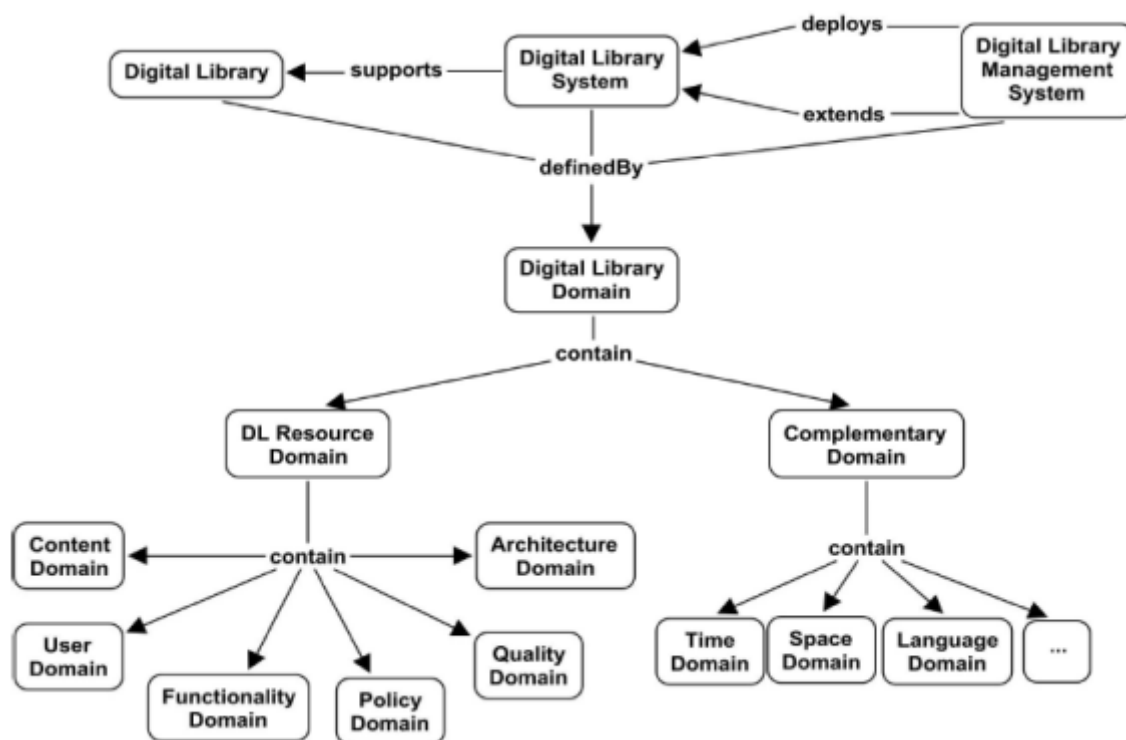 deploys
Digital Library
supports
Digital Library
System
Digital Library
Management
System
extends
definedBy
Digital Library
Domain
contain
DL Resource
Domain
Complementary
Domain
Content
Domain
contain
Architecture
Domain
contain
User
Domain
Functionality
Domain
Policy
Domain
Quality
Domain
Time
Domain
Space
Domain
Language
Domain
...